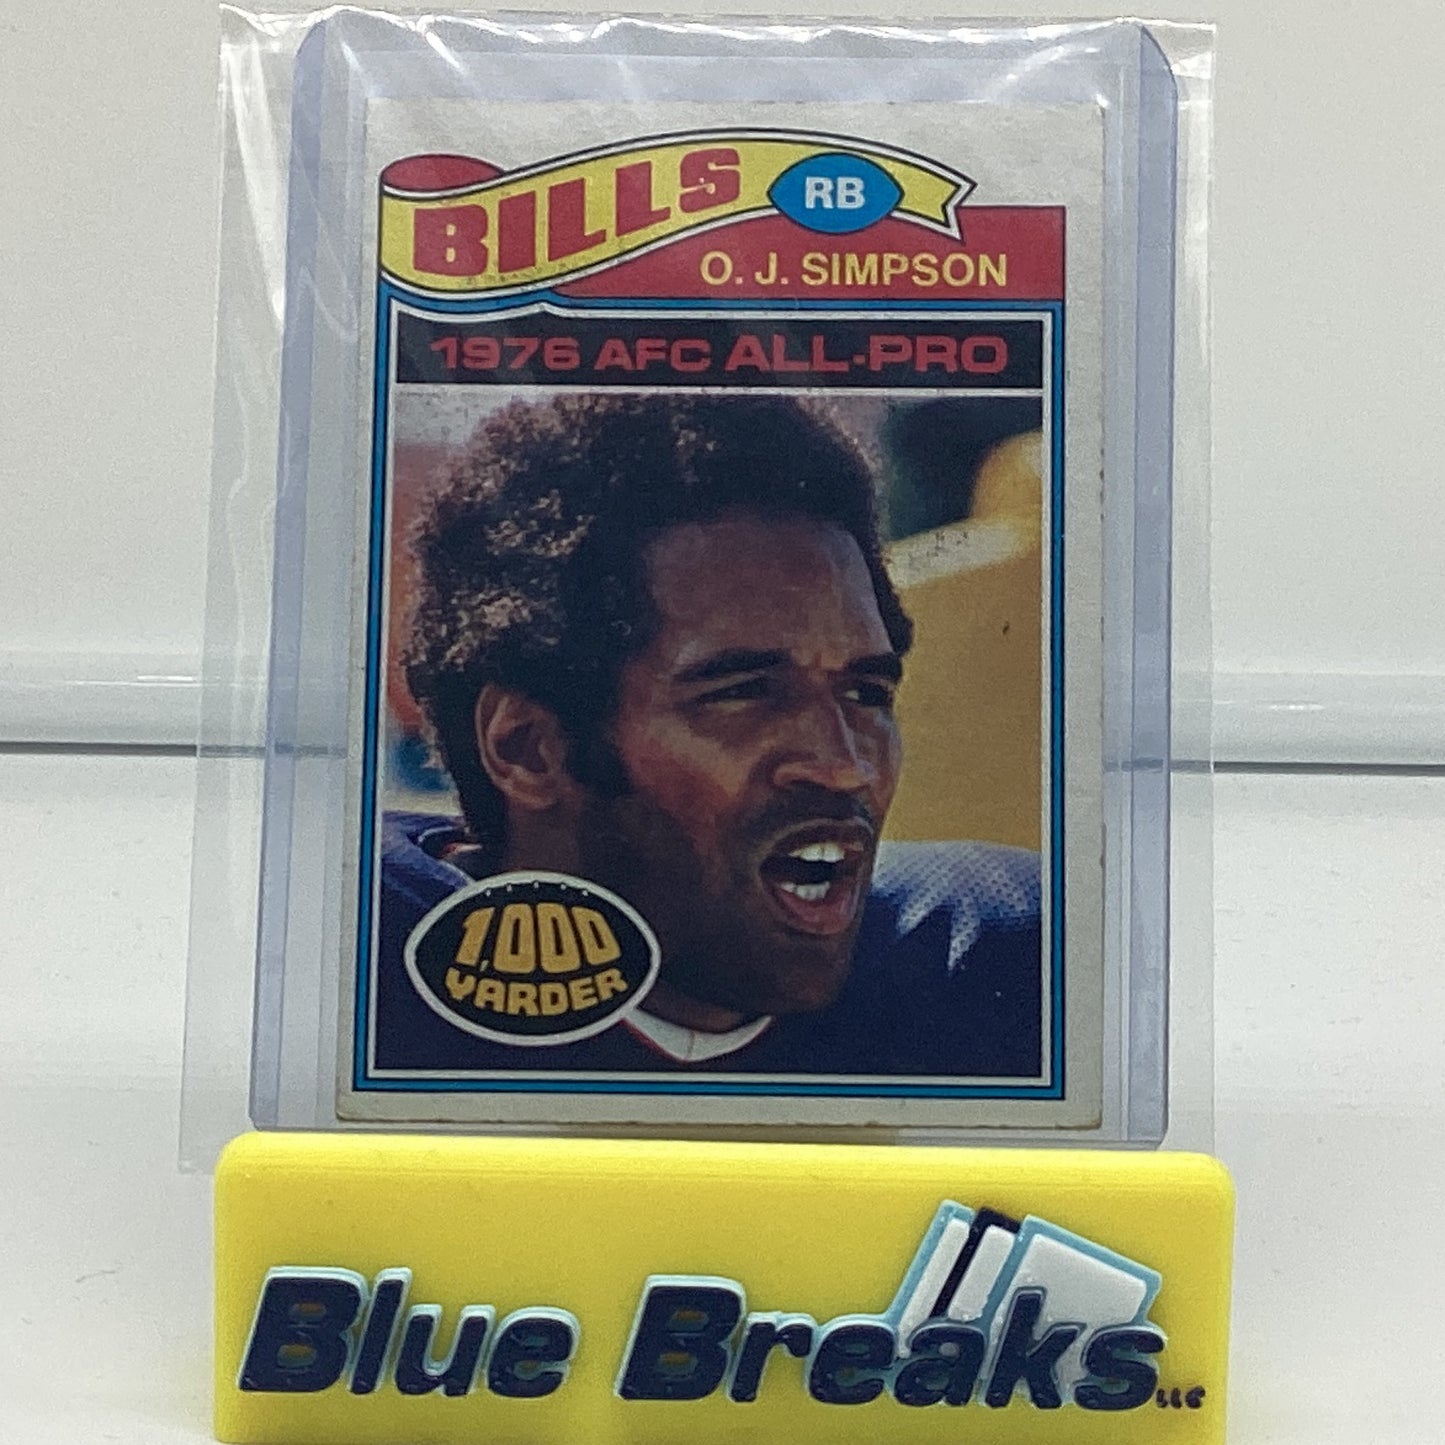 BILLS
RB
O. J. SIMPSON
1976 AFC ALL-PRO
1,000
YARDER
Blue Breaks LLC